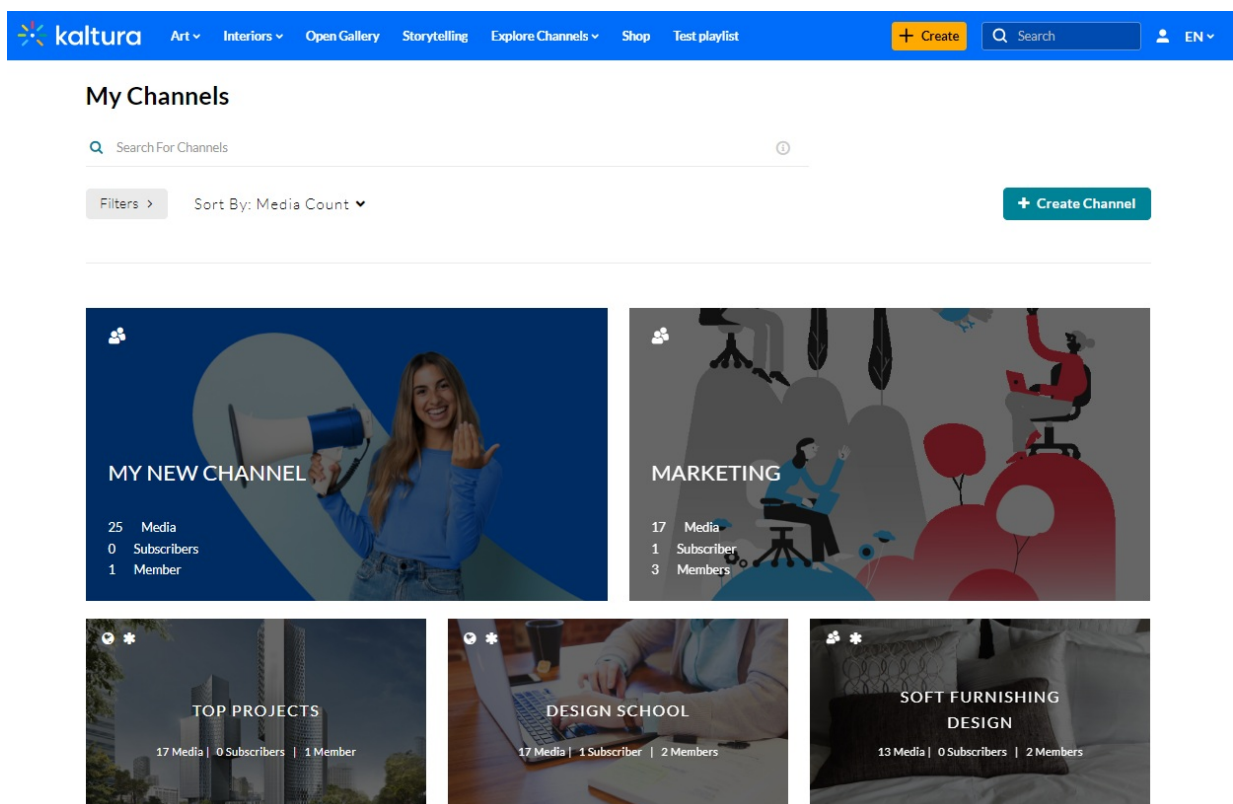 kaltura Art Interiors Open Gallery Storytelling Explore Channels Shop Test playlist + Create Search EN
My Channels
Search For Channels
Filters > Sort By: Media Count + Create Channel
MY NEW CHANNEL
25 Media
0 Subscribers
1 Member
MARKETING
17 Media
1 Subscriber
3 Members
TOP PROJECTS
17 Media | 0 Subscribers | 1 Member
DESIGN SCHOOL
17 Media | 1 Subscriber | 2 Members
SOFT FURNISHING
DESIGN
13 Media | 0 Subscribers | 2 Members